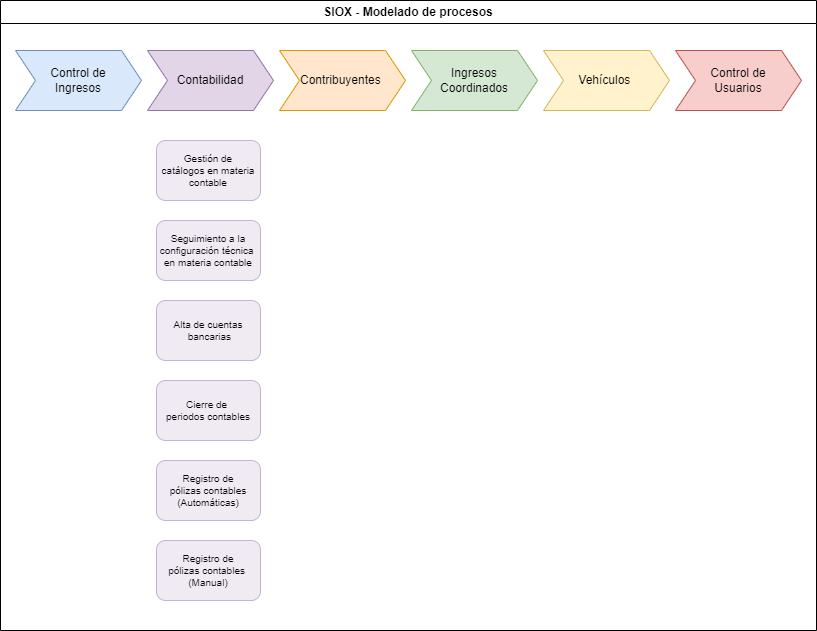 SIOX - Modelado de procesos
Control de
Ingresos
Contabilidad
Contribuyentes
Ingresos
Coordinados
Vehículos
Control de
Usuarios
Gestión de
catálogos en materia
contable
Seguimiento a la
configuración técnica
en materia contable
Alta de cuentas
bancarias
Cierre de
periodos contables
Registro de
pólizas contables
(Automáticas)
Registro de
pólizas contables
(Manual)